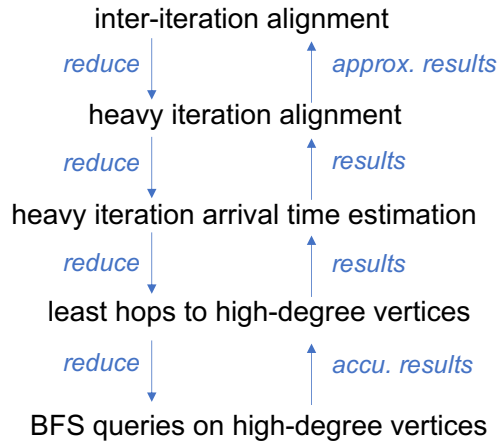 inter-iteration alignment
reduce approx. results
heavy iteration alignment
reduce results
heavy iteration arrival time estimation
reduce results
least hops to high-degree vertices
reduce accu. results
BFS queries on high-degree vertices